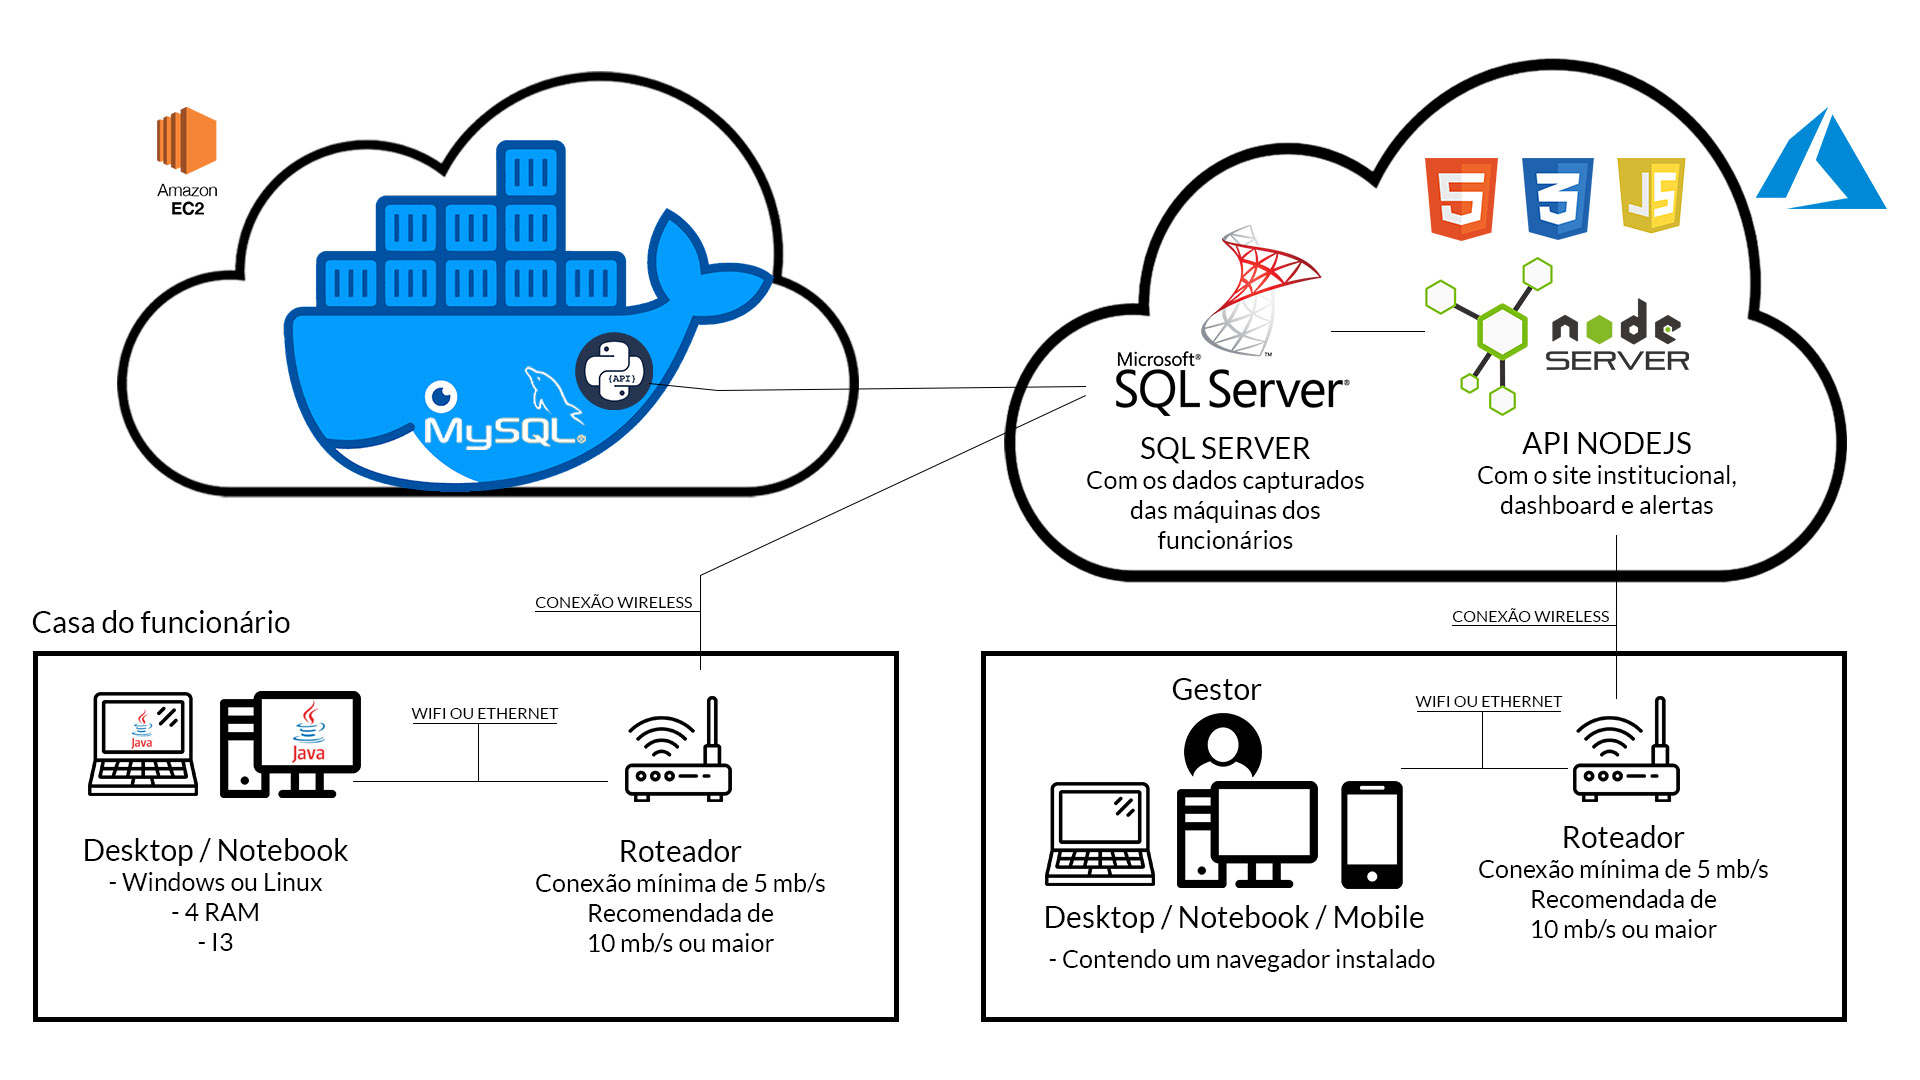 Amazon
EC2
MySQL®
{API}
5
3
JS
Microsoft®
SQL Server®
™
node
SERVER
SQL SERVER
Com os dados capturados
das máquinas dos
funcionários
API NODEJS
Com o site institucional,
dashboard e alertas
CONEXÃO WIRELESS
CONEXÃO WIRELESS
Casa do funcionário
Java
Java
WIFI OU ETHERNET
Desktop / Notebook
- Windows ou Linux
- 4 RAM
- I3
Roteador
Conexão mínima de 5 mb/s
Recomendada de
10 mb/s ou maior
Gestor
WIFI OU ETHERNET
Desktop / Notebook / Mobile
- Contendo um navegador instalado
Roteador
Conexão mínima de 5 mb/s
Recomendada de
10 mb/s ou maior